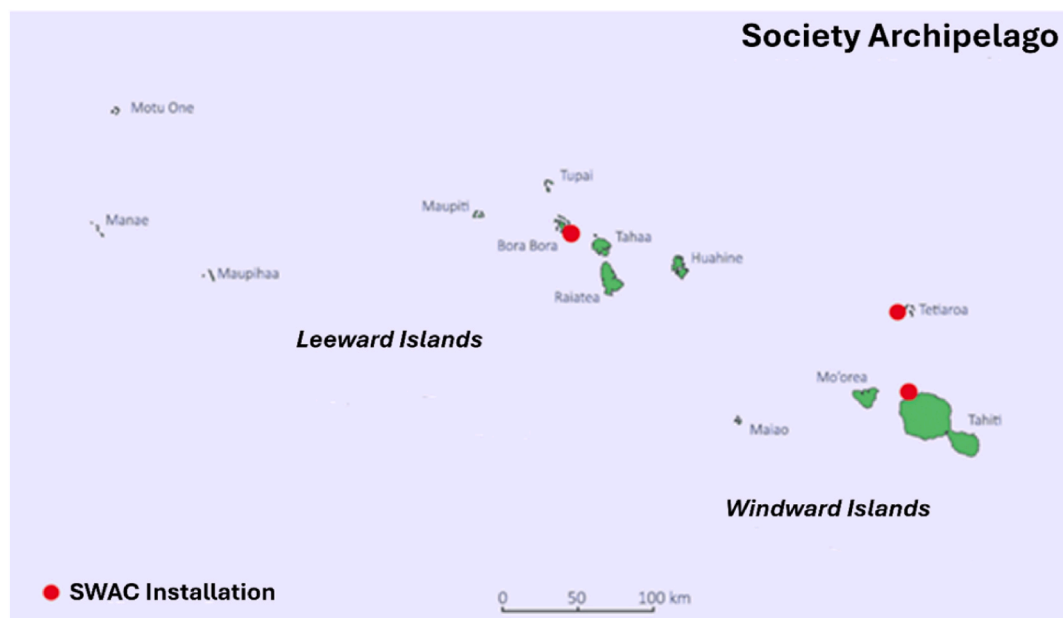 Society Archipelago
Motu One
Tupai
Maupiti
Manae
Bora Bora
Tahaa
Huahine
Maupihaa
Raiatea
Tetiaroa
Leeward Islands
Mo'orea
Tahiti
Maiao
Windward Islands
SWAC Installation
0 50 100 km